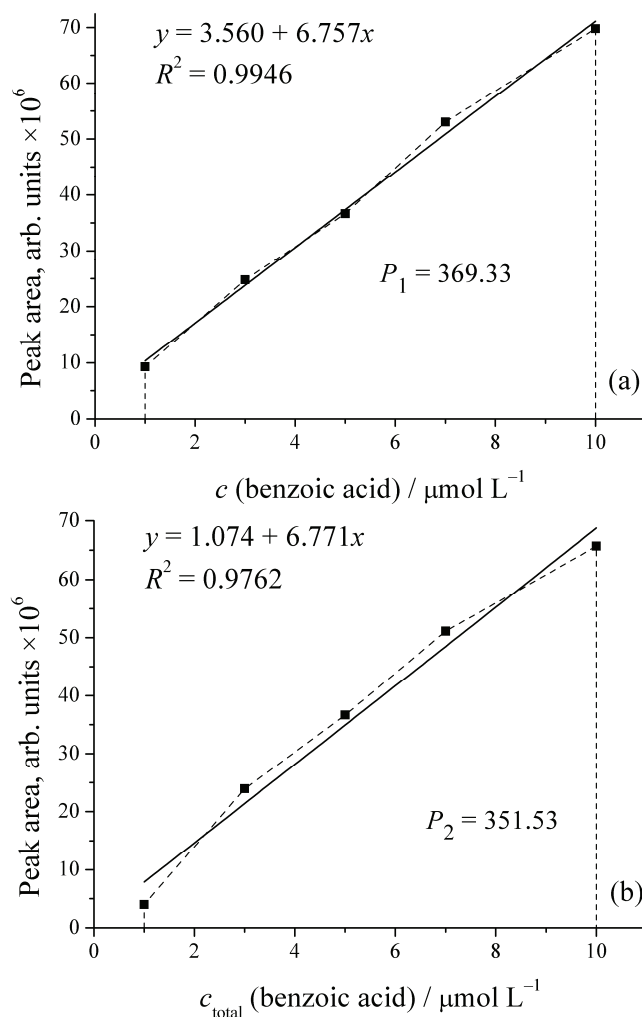 y = 3.560 + 6.757x
R² = 0.9946
70
60
50
40
30
20
10
0
Peak area, arb. units ×10⁶
P₁ = 369.33
(a)
0 2 4 6 8 10
c (benzoic acid) / μmol L⁻¹
y = 1.074 + 6.771x
R² = 0.9762
70
60
50
40
30
20
10
0
Peak area, arb. units ×10⁶
P₂ = 351.53
(b)
0 2 4 6 8 10
c_total (benzoic acid) / μmol L⁻¹